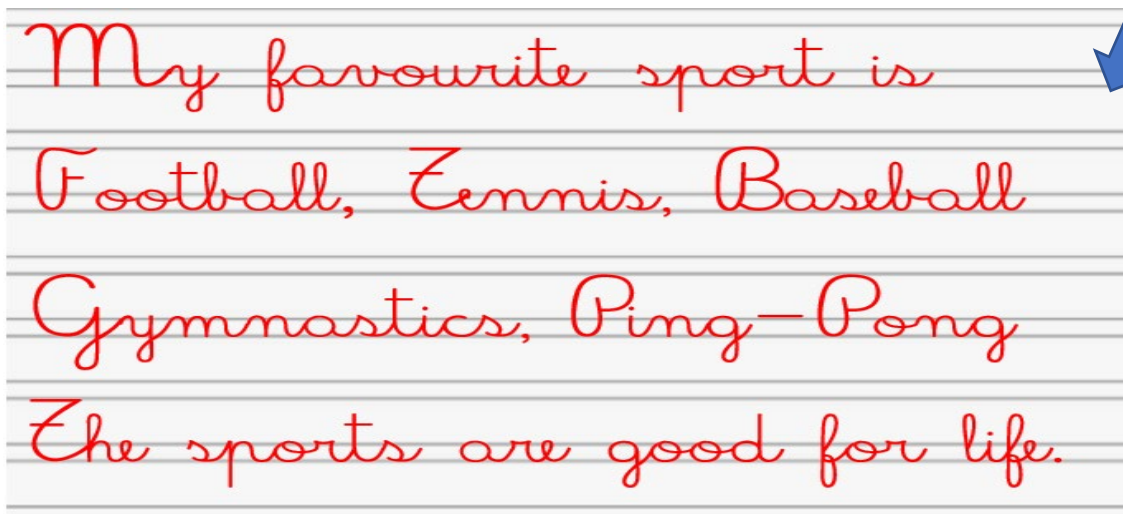 My favourite sport is
Football, Tennis, Baseball
Gymnastics, Ping-Pong
The sports are good for life.